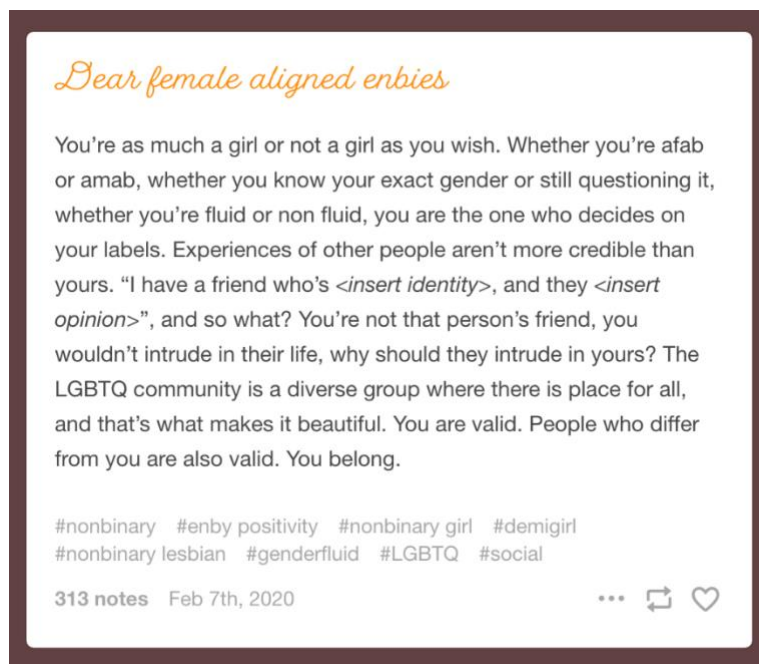 Dear female aligned enbies
You’re as much a girl or not a girl as you wish. Whether you’re afab
or amab, whether you know your exact gender or still questioning it,
whether you’re fluid or non fluid, you are the one who decides on
your labels. Experiences of other people aren’t more credible than
yours. “I have a friend who’s <insert identity>, and they <insert
opinion>”, and so what? You’re not that person’s friend, you
wouldn’t intrude in their life, why should they intrude in yours? The
LGBTQ community is a diverse group where there is place for all,
and that’s what makes it beautiful. You are valid. People who differ
from you are also valid. You belong.
#nonbinary #enby positivity #nonbinary girl #demigirl
#nonbinary lesbian #genderfluid #LGBTQ #social
313 notes Feb 7th, 2020